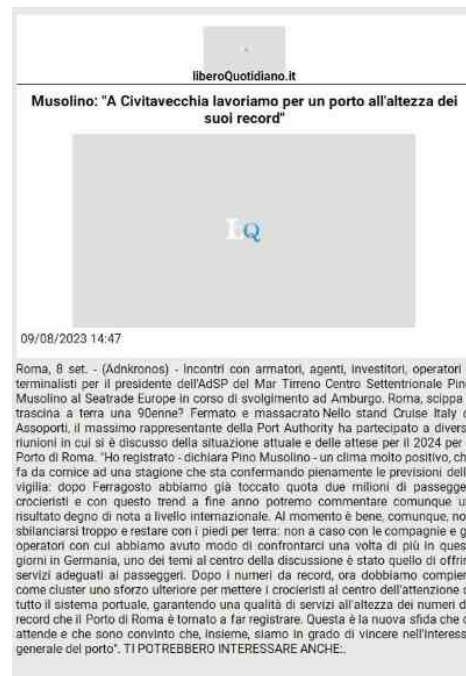 liberoQuotidiano.it
Musolino: "A Civitavecchia lavoriamo per un porto all'altezza dei
suoi record"
LQ
09/08/2023 14:47
Roma, 8 set. - (Adnkronos) - Incontri con armatori, agenti, investitori, operatori
terminalisti per il presidente dell'AdSP del Mar Tirreno Centro Settentrionale Pin
Musolino al Seatrade Europe in corso di svolgimento ad Amburgo. Roma, scippa
trascina a terra una 90enne? Fermato e massacrato Nello stand Cruise Italy d
Assoporti, il massimo rappresentante della Port Authority ha partecipato a divers
riunioni in cui si è discusso della situazione attuale e delle attese per il 2024 per
Porto di Roma. "Ho registrato - dichiara Pino Musolino - un clima molto positivo, ch
fa da cornice ad una stagione che sta confermando pienamente le previsioni dell
vigilia: dopo Ferragosto abbiamo già toccato quota due milioni di passegge
crocieristi e con questo trend a fine anno potremo commentare comunque u
risultato degno di nota a livello internazionale. Al momento è bene, comunque, no
sbilanciarsi troppo e restare con i piedi per terra: non a caso con le compagnie e g
operatori con cui abbiamo avuto modo di confrontarci una volta di più in ques
giorni in Germania, uno dei temi al centro della discussione è stato quello di offrir
servizi adeguati ai passeggeri. Dopo i numeri da record, ora dobbiamo compier
come cluster uno sforzo ulteriore per mettere i crocieristi al centro dell'attenzione d
tutto il sistema portuale, garantendo una qualità di servizi all'altezza dei numeri d
record che il Porto di Roma è tornato a far registrare. Questa è la nuova sfida che c
attende e che sono convinto che, insieme, siamo in grado di vincere nell'interess
generale del porto". TI POTREBBERO INTERESSARE ANCHE:.